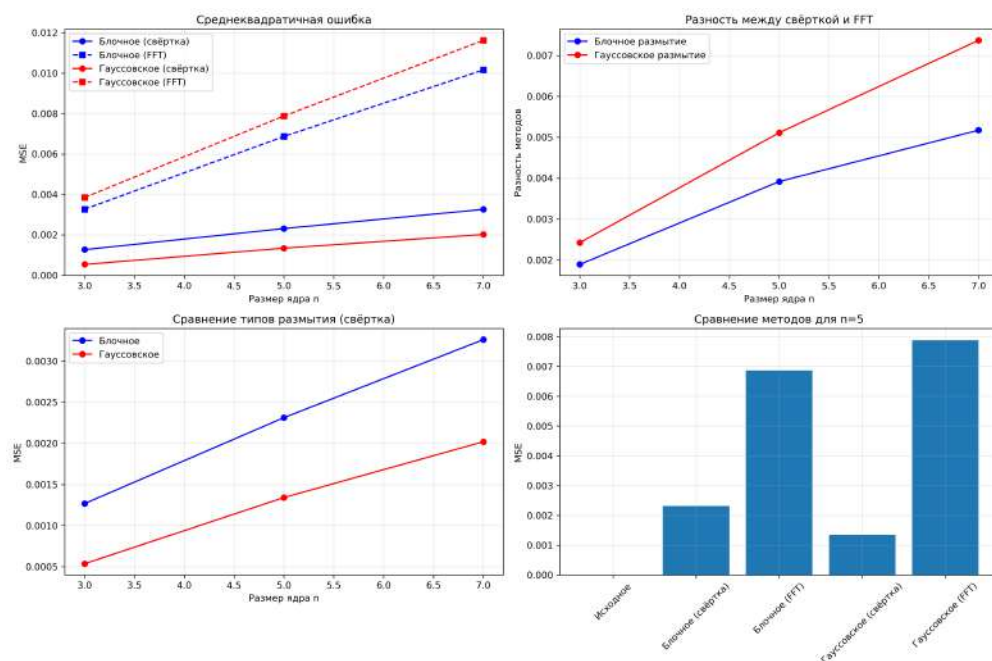 Среднеквадратичная ошибка
Блочное (свёртка)
Блочное (FFT)
Гауссовское (свёртка)
Гауссовское (FFT)
MSE
0.012
0.010
0.008
0.006
0.004
0.002
0.000
3.0 3.5 4.0 4.5 5.0 5.5 6.0 6.5 7.0
Размер ядра n
Разность между свёрткой и FFT
Блочное размытие
Гауссовское размытие
Разность методов
0.007
0.006
0.005
0.004
0.003
0.002
3.0 3.5 4.0 4.5 5.0 5.5 6.0 6.5 7.0
Размер ядра n
Сравнение типов размытия (свёртка)
Блочное
Гауссовское
MSE
0.0030
0.0025
0.0020
0.0015
0.0010
0.0005
3.0 3.5 4.0 4.5 5.0 5.5 6.0 6.5 7.0
Размер ядра n
Сравнение методов для n=5
MSE
0.008
0.007
0.006
0.005
0.004
0.003
0.002
0.001
0.000
Исходное
Блочное (свёртка)
Блочное (FFT)
Гауссовское (свёртка)
Гауссовское (FFT)